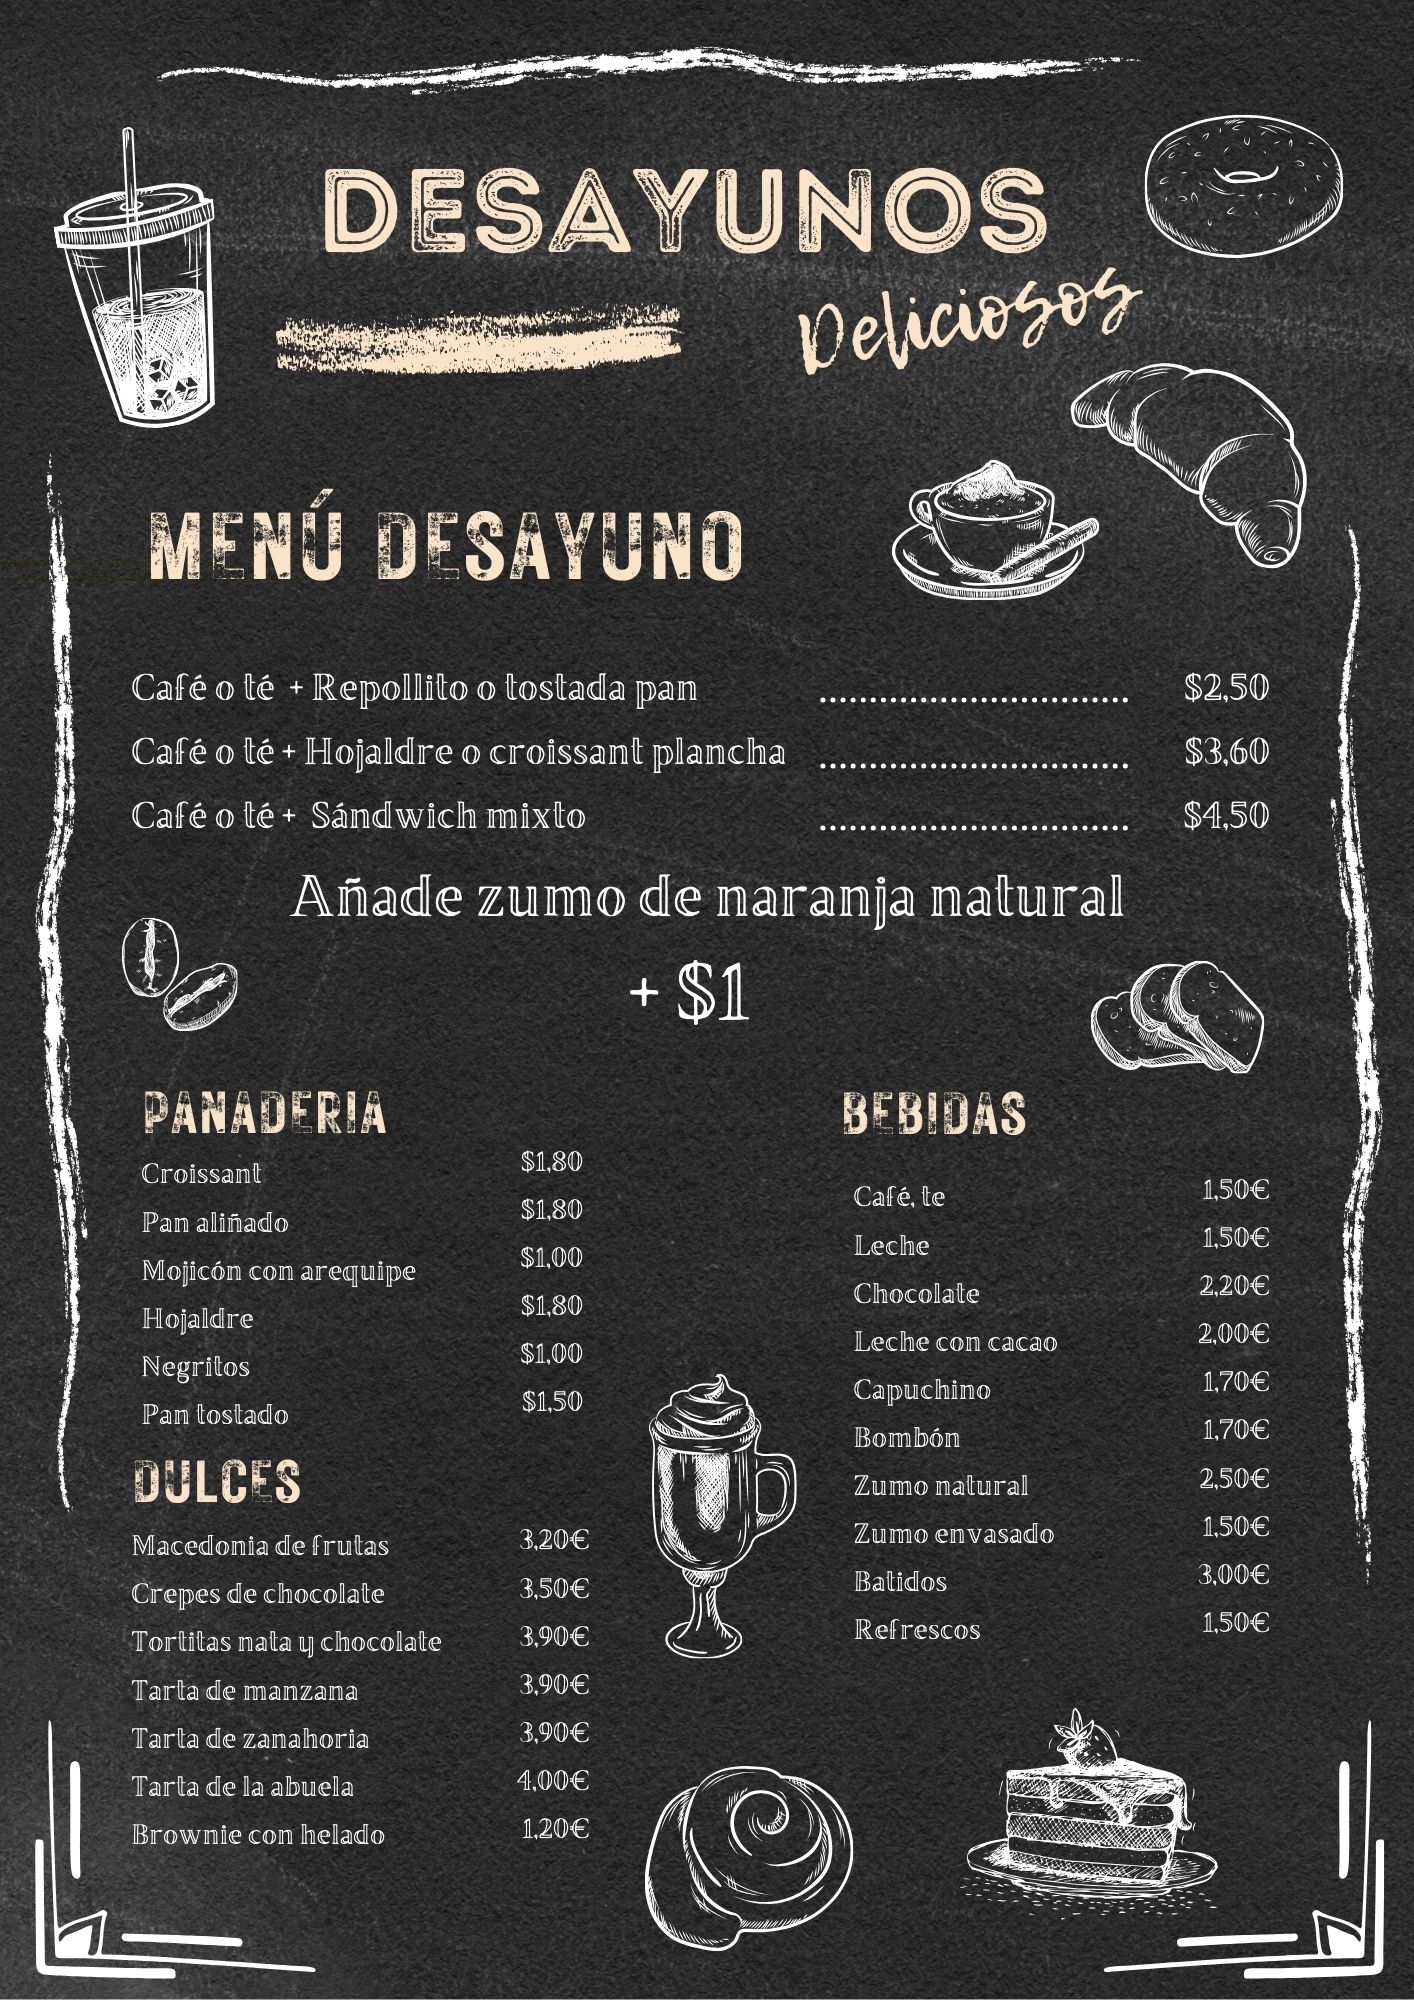 DESAYUNOS
Deliciosos
MENÚ DESAYUNO
Café o té + Repollito o tostada pan ............................... $2,50
Café o té + Hojaldre o croissant plancha ............................... $3,60
Café o té + Sándwich mixto ............................... $4,50
Añade zumo de naranja natural
+ $1
PANADERIA
Croissant $1,80
Pan aliñado $1,80
Mojicón con arequipe $1,00
Hojaldre $1,80
Negritos $1,00
Pan tostado $1,50
DULCES
Macedonia de frutas 3,20€
Crepes de chocolate 3,50€
Tortitas nata y chocolate 3,90€
Tarta de manzana 3,90€
Tarta de zanahoria 3,90€
Tarta de la abuela 4,00€
Brownie con helado 1,20€
BEBIDAS
Café, te 1,50€
Leche 1,50€
Chocolate 2,20€
Leche con cacao 2,00€
Capuchino 1,70€
Bombón 1,70€
Zumo natural 2,50€
Zumo envasado 1,50€
Batidos 3,00€
Refrescos 1,50€